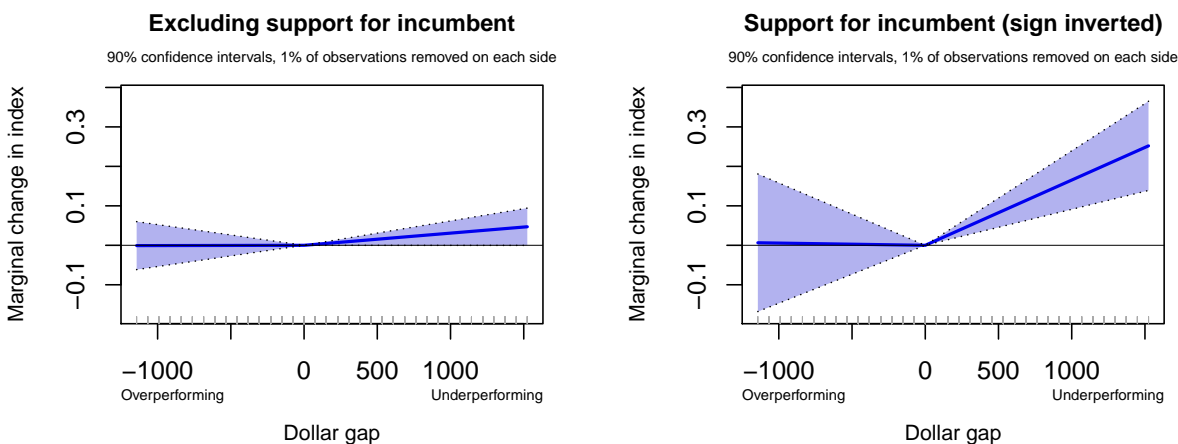 Excluding support for incumbent
90% confidence intervals, 1% of observations removed on each side
Marginal change in index
0.3
0.1
−0.1
−1000 0 500 1000
Overperforming Underperforming
Dollar gap
Support for incumbent (sign inverted)
90% confidence intervals, 1% of observations removed on each side
Marginal change in index
0.3
0.1
−0.1
−1000 0 500 1000
Overperforming Underperforming
Dollar gap